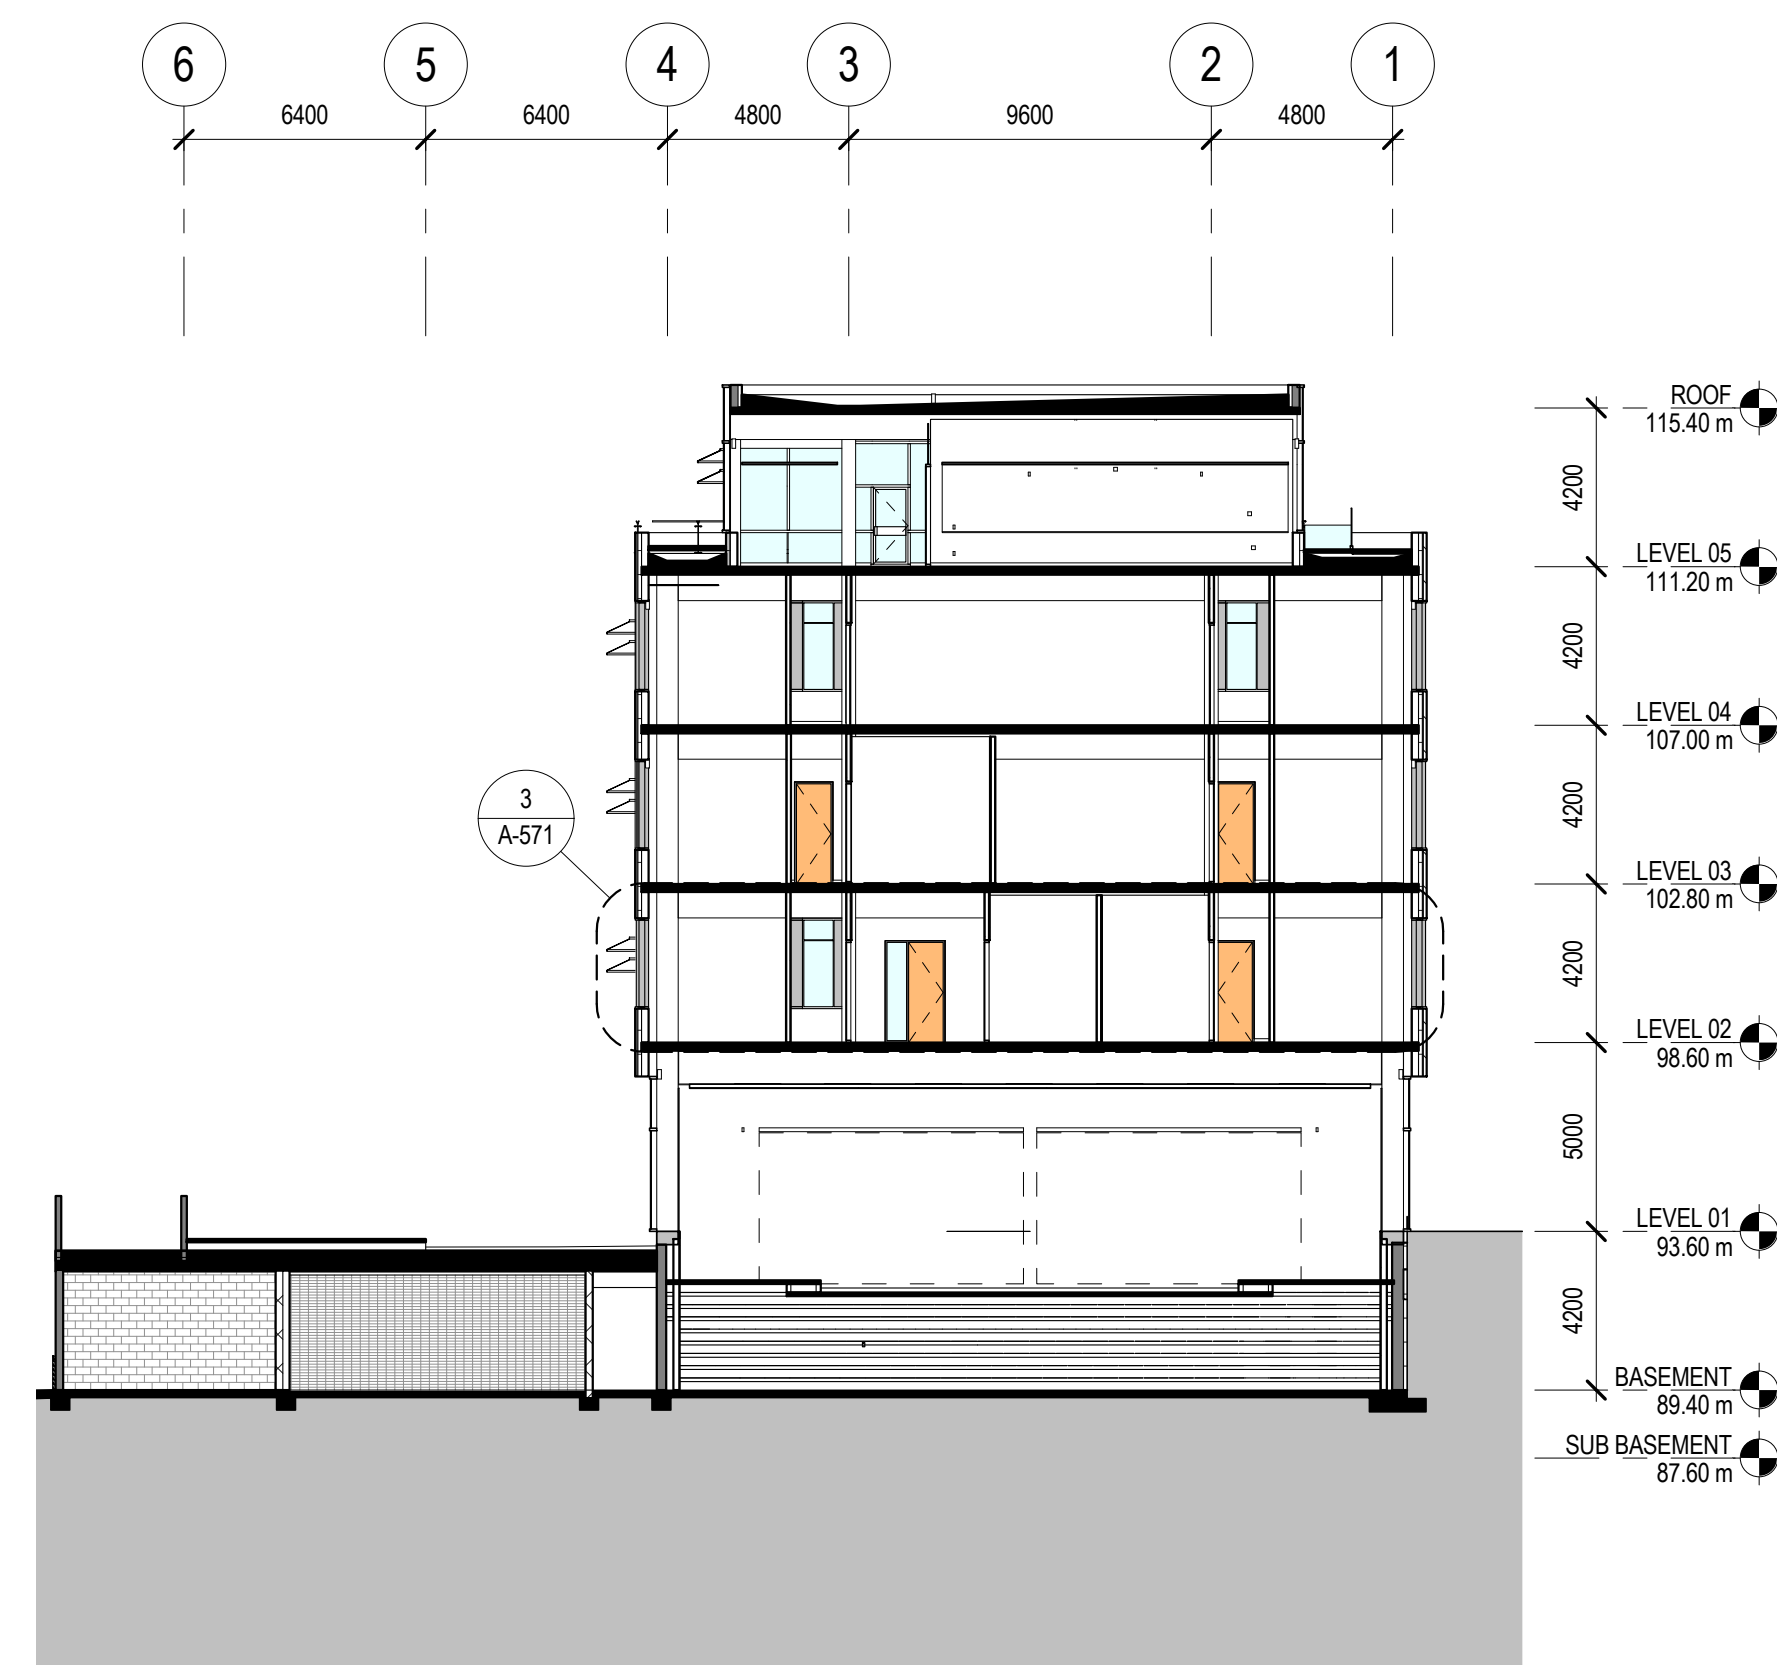 6 5 4 3 2 1
6400 6400 4800 9600 4800
ROOF
115.40 m
4200
LEVEL 05
111.20 m
4200
LEVEL 04
107.00 m
3
A-571
4200
LEVEL 03
102.80 m
4200
LEVEL 02
98.60 m
5000
LEVEL 01
93.60 m
4200
BASEMENT
89.40 m
SUB BASEMENT
87.60 m